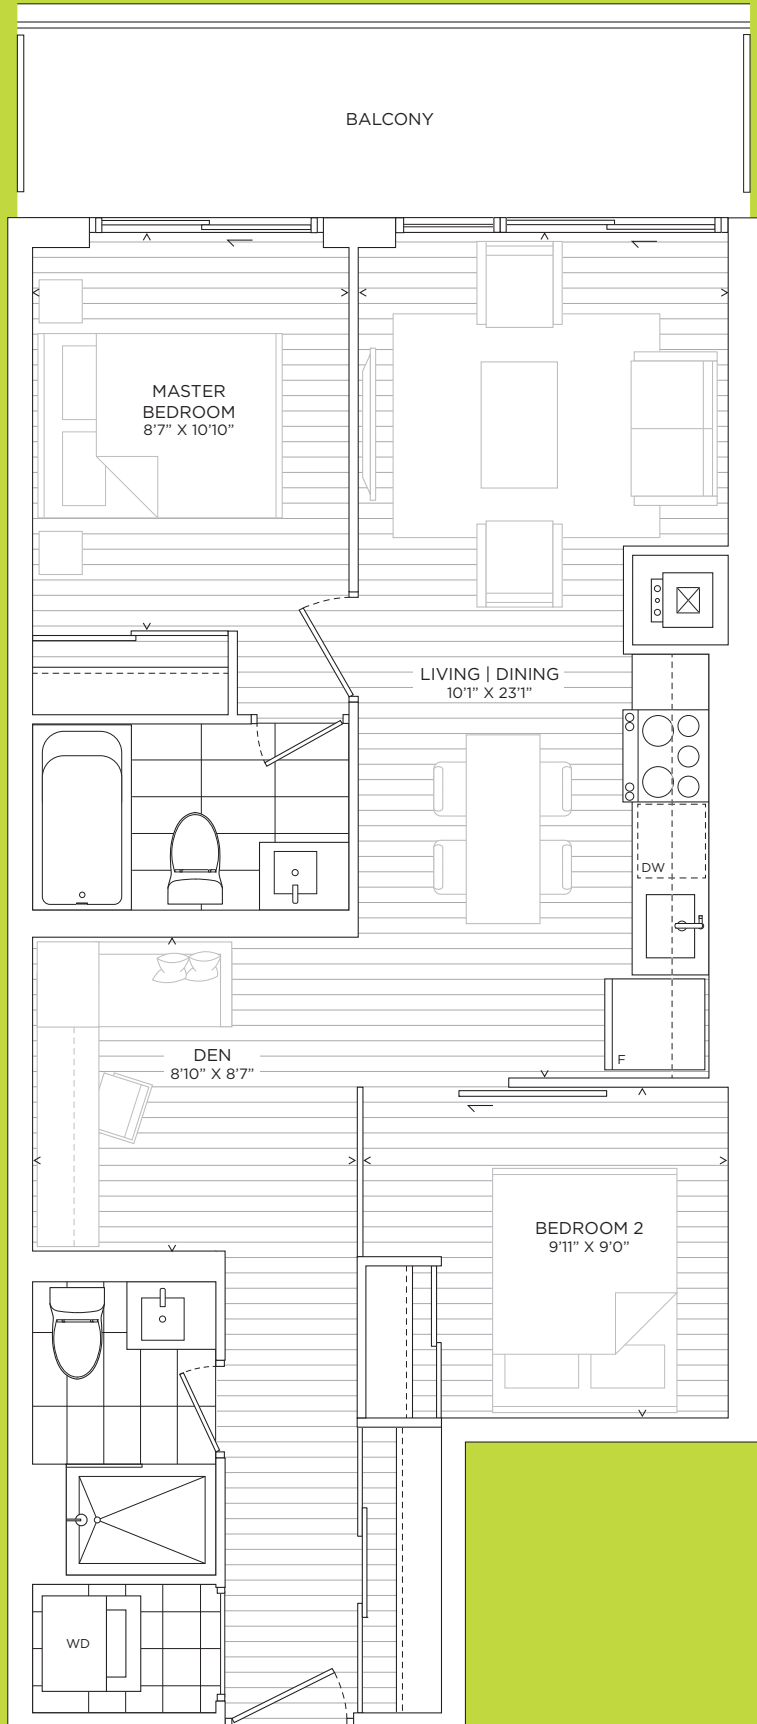 BALCONY
MASTER
BEDROOM
8’7” X 10’10”
LIVING | DINING
10’1” X 23’1”
DW
F
DEN
8’10” X 8’7”
BEDROOM 2
9’11” X 9’0”
WD